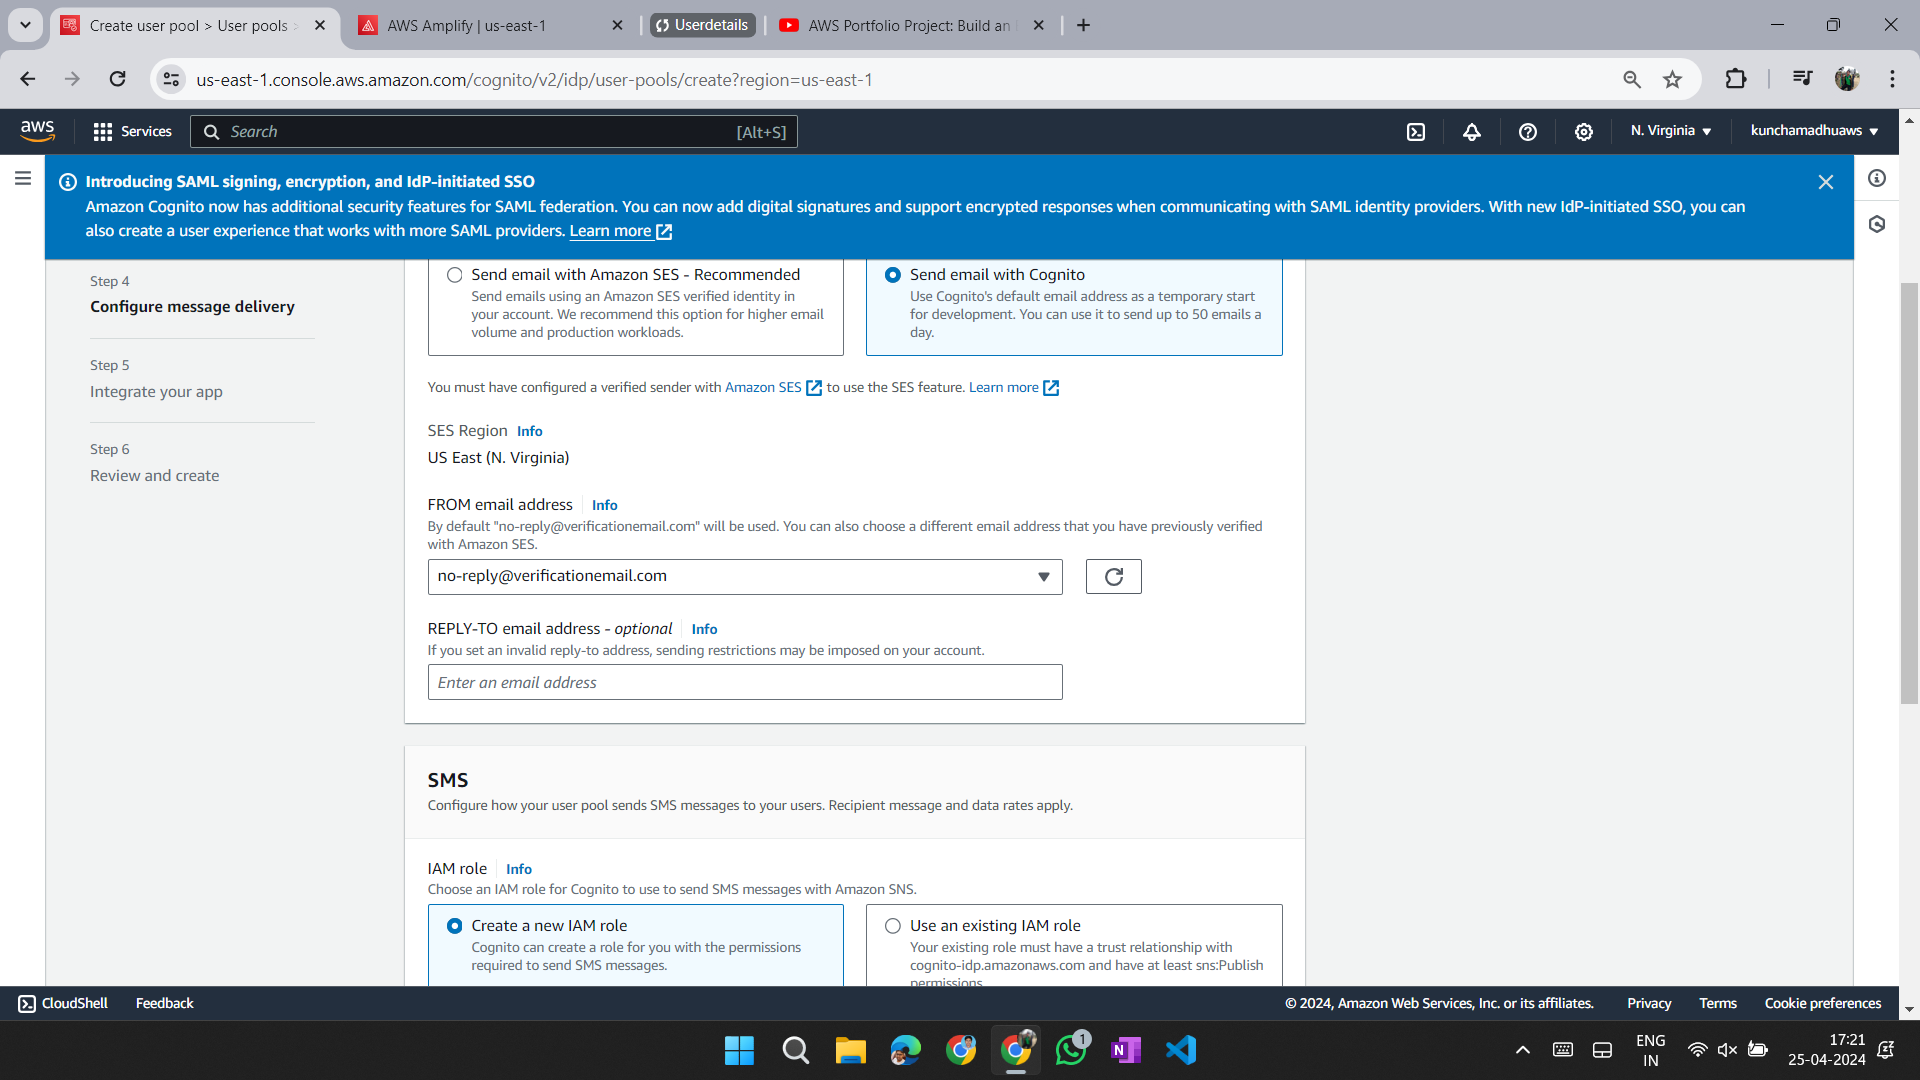 Create user pool > User pools >
AWS Amplify | us-east-1
Userdetails
AWS Portfolio Project: Build an
us-east-1.console.aws.amazon.com/cognito/v2/idp/user-pools/create?region=us-east-1
aws
Services
Search
[Alt+S]
N. Virginia
kunchamadhuaws
Introducing SAML signing, encryption, and IdP-initiated SSO
Amazon Cognito now has additional security features for SAML federation. You can now add digital signatures and support encrypted responses when communicating with SAML identity providers. With new IdP-initiated SSO, you can
also create a user experience that works with more SAML providers. Learn more
Step 4
Configure message delivery
Step 5
Integrate your app
Step 6
Review and create
Send email with Amazon SES - Recommended
Send emails using an Amazon SES verified identity in
your account. We recommend this option for higher email
volume and production workloads.
Send email with Cognito
Use Cognito's default email address as a temporary start
for development. You can use it to send up to 50 emails a
day.
You must have configured a verified sender with Amazon SES to use the SES feature. Learn more
SES Region Info
US East (N. Virginia)
FROM email address Info
By default "no-reply@verificationemail.com" will be used. You can also choose a different email address that you have previously verified
with Amazon SES.
no-reply@verificationemail.com
REPLY-TO email address - optional Info
If you set an invalid reply-to address, sending restrictions may be imposed on your account.
Enter an email address
SMS
Configure how your user pool sends SMS messages to your users. Recipient message and data rates apply.
IAM role Info
Choose an IAM role for Cognito to use to send SMS messages with Amazon SNS.
Create a new IAM role
Cognito can create a role for you with the permissions
required to send SMS messages.
Use an existing IAM role
Your existing role must have a trust relationship with
cognito-idp.amazonaws.com and have at least sns:Publish
permissions
CloudShell
Feedback
© 2024, Amazon Web Services, Inc. or its affiliates.
Privacy
Terms
Cookie preferences
1
ENG
IN
17:21
25-04-2024